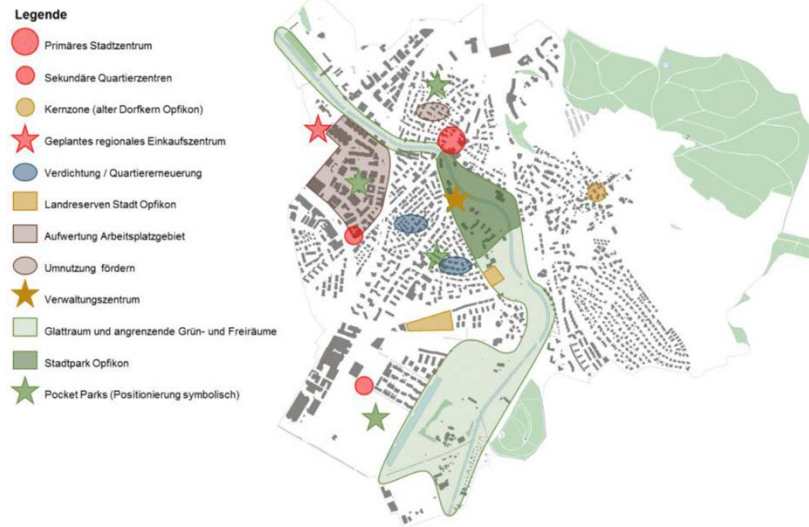 Legende
Primäres Stadtzentrum
Sekundäre Quartierzentren
Kernzone (alter Dorfkern Opfikon)
Geplantes regionales Einkaufszentrum
Verdichtung / Quartiererneuerung
Landreserven Stadt Opfikon
Aufwertung Arbeitsplatzgebiet
Umnutzung fördern
Verwaltungszentrum
Glattraum und angrenzende Grün- und Freiräume
Stadtpark Opfikon
Pocket Parks (Positionierung symbolisch)